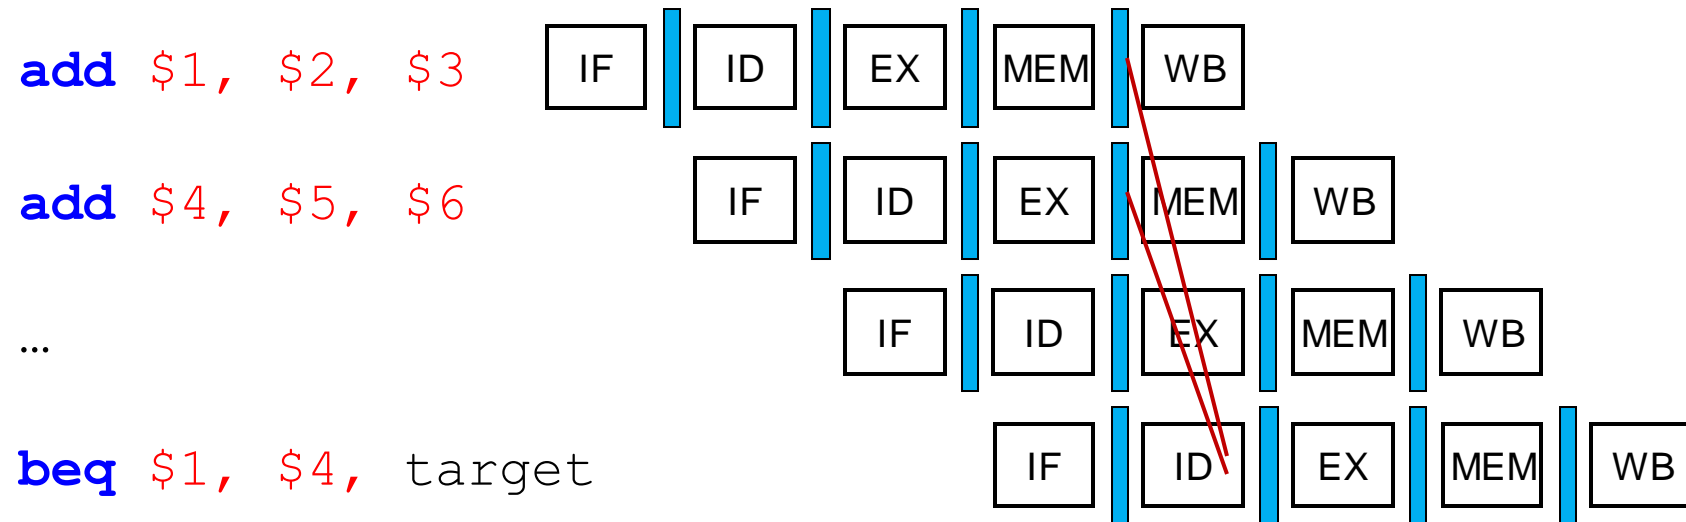 add $1, $2, $3 IF ID EX MEM WB
add $4, $5, $6 IF ID EX MEM WB
… IF ID EX MEM WB
beq $1, $4, target IF ID EX MEM WB